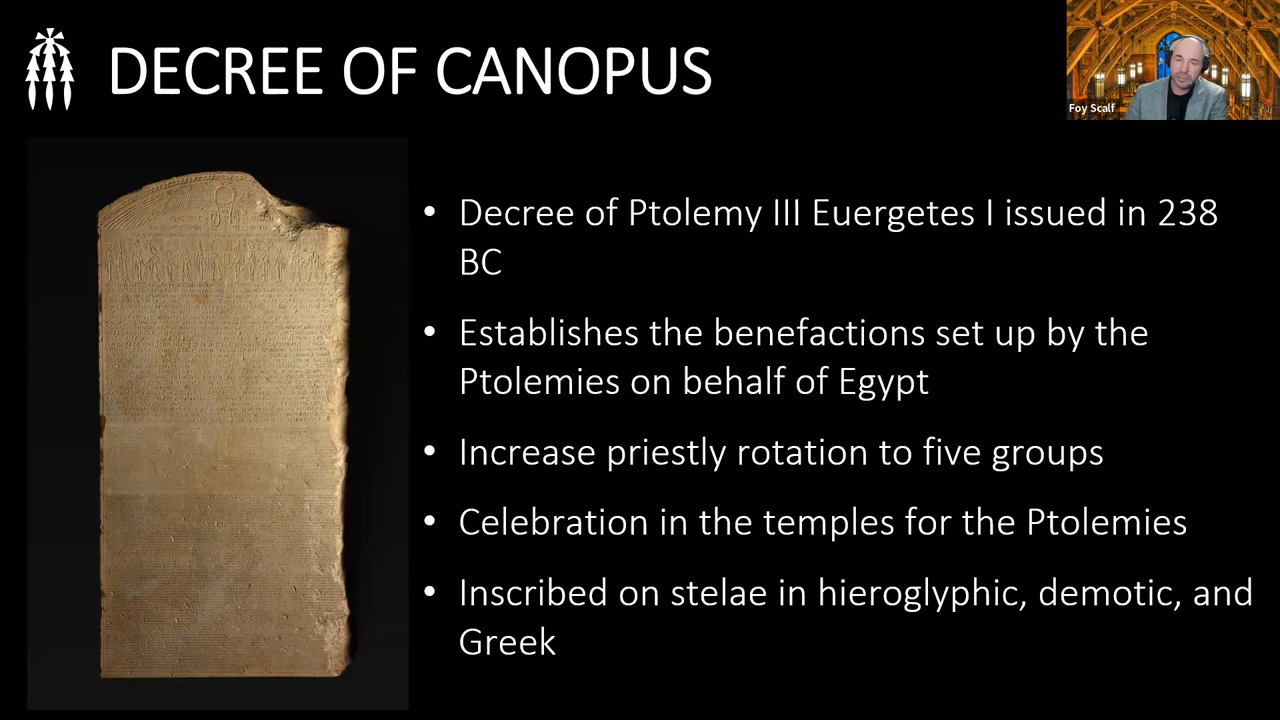 DECREE OF CANOPUS
Foy Scalf
• Decree of Ptolemy III Euergetes I issued in 238
BC
• Establishes the benefactions set up by the
Ptolemies on behalf of Egypt
• Increase priestly rotation to five groups
• Celebration in the temples for the Ptolemies
• Inscribed on stelae in hieroglyphic, demotic, and
Greek